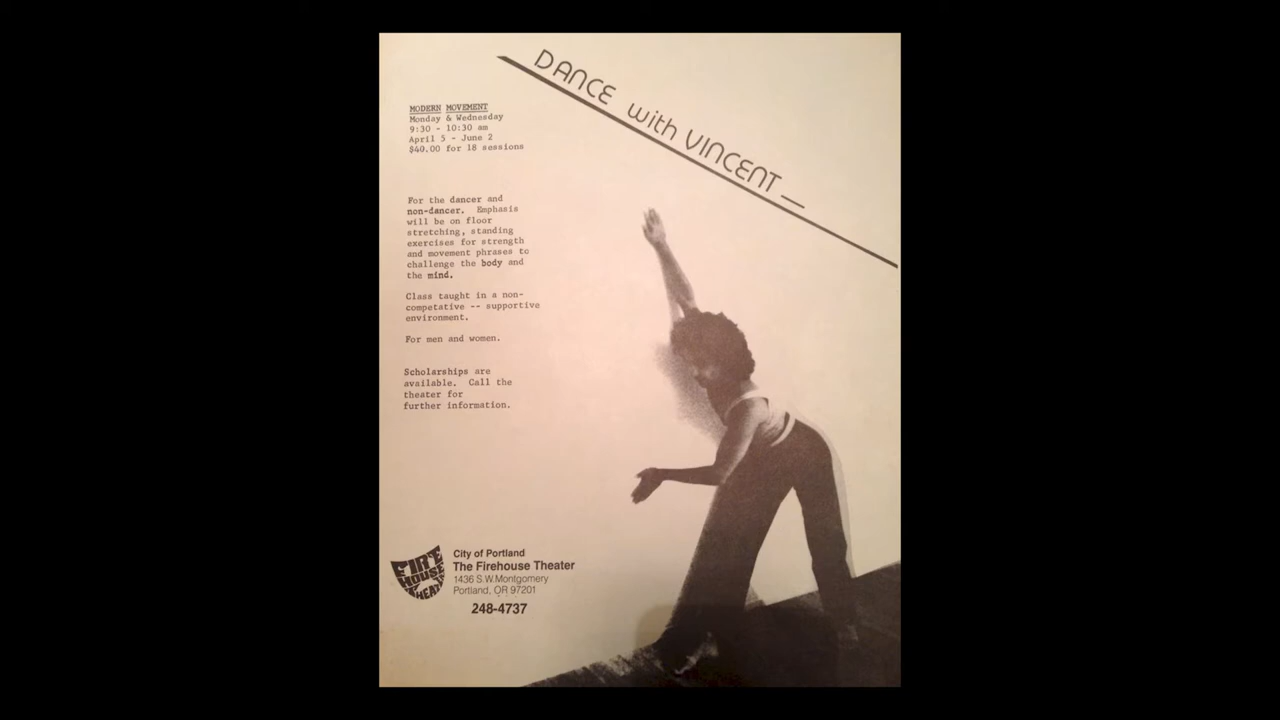 DANCE with VINCENT
MODERN MOVEMENT
Monday & Wednesday
9:30 - 10:30 am
April 5 - June 2
$40.00 for 18 sessions
For the dancer and
non-dancer. Emphasis
will be on floor
stretching, standing
exercises for strength
and movement phrases to
challenge the body and
the mind.
Class taught in a non-
competative -- supportive
environment.
For men and women.
Scholarships are
available. Call the
theater for
further information.
FIRE
HOUSE
THEATER
City of Portland
The Firehouse Theater
1436 S.W. Montgomery
Portland, OR 97201
248-4737